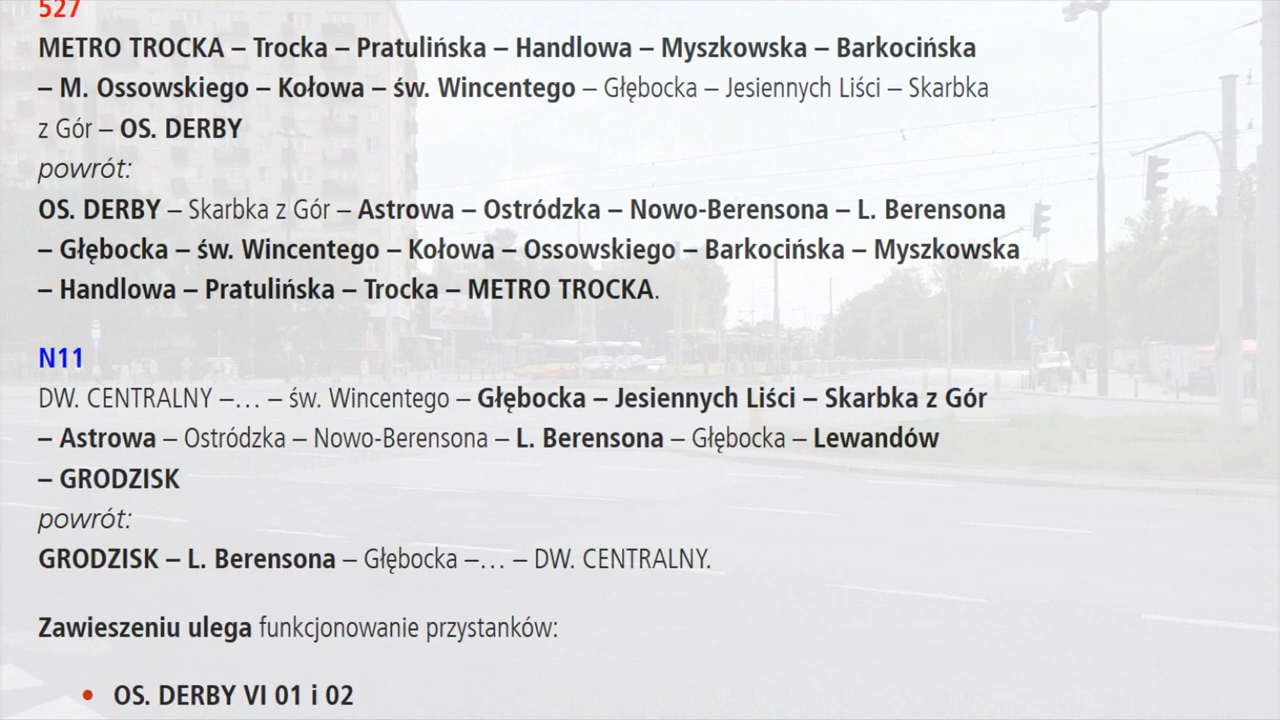 527
METRO TROCKA – Trocka – Pratulińska – Handlowa – Myszkowska – Barkocińska
– M. Ossowskiego – Kołowa – św. Wincentego – Głębocka – Jesiennych Liści – Skarbka
z Gór – OS. DERBY
powrót:
OS. DERBY – Skarbka z Gór – Astrowa – Ostródzka – Nowo-Berensona – L. Berensona
– Głębocka – św. Wincentego – Kołowa – Ossowskiego – Barkocińska – Myszkowska
– Handlowa – Pratulińska – Trocka – METRO TROCKA.
N11
DW. CENTRALNY –… – św. Wincentego – Głębocka – Jesiennych Liści – Skarbka z Gór
– Astrowa – Ostródzka – Nowo-Berensona – L. Berensona – Głębocka – Lewandów
– GRODZISK
powrót:
GRODZISK – L. Berensona – Głębocka –… – DW. CENTRALNY.
Zawieszeniu ulega funkcjonowanie przystanków:
• OS. DERBY VI 01 i 02